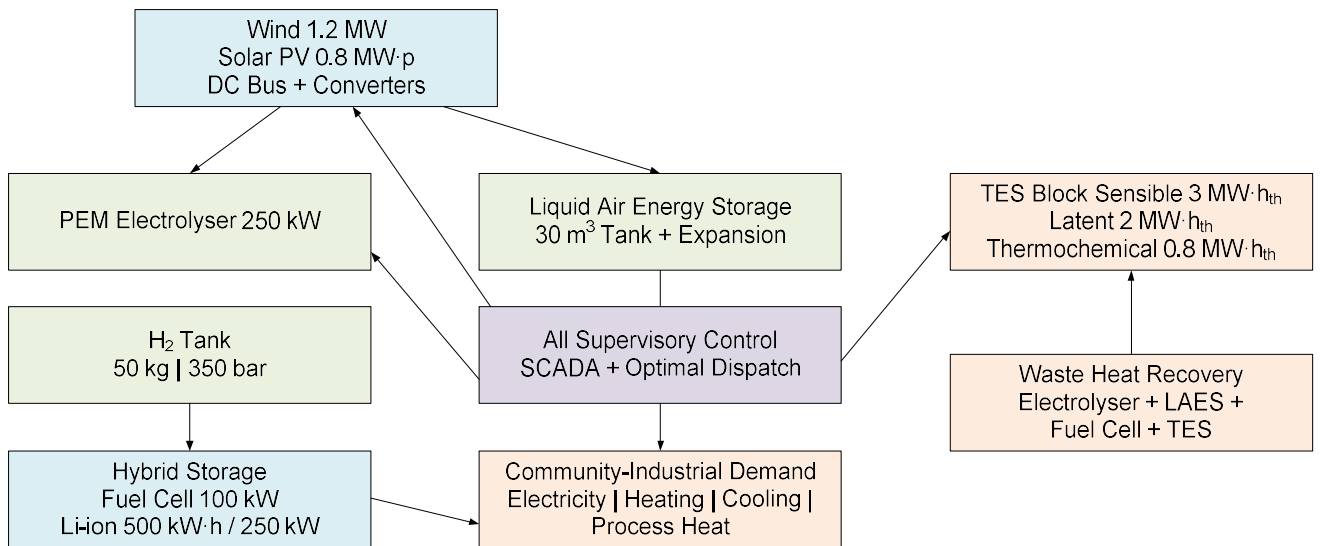 Wind 1.2 MW
Solar PV 0.8 MW·p
DC Bus + Converters
PEM Electrolyser 250 kW
Liquid Air Energy Storage
30 m³ Tank + Expansion
TES Block Sensible 3 MW·hₜₕ
Latent 2 MW·hₜₕ
Thermochemical 0.8 MW·hₜₕ
H₂ Tank
50 kg | 350 bar
All Supervisory Control
SCADA + Optimal Dispatch
Waste Heat Recovery
Electrolyser + LAES +
Fuel Cell + TES
Hybrid Storage
Fuel Cell 100 kW
Li-ion 500 kW·h / 250 kW
Community-Industrial Demand
Electricity | Heating | Cooling |
Process Heat